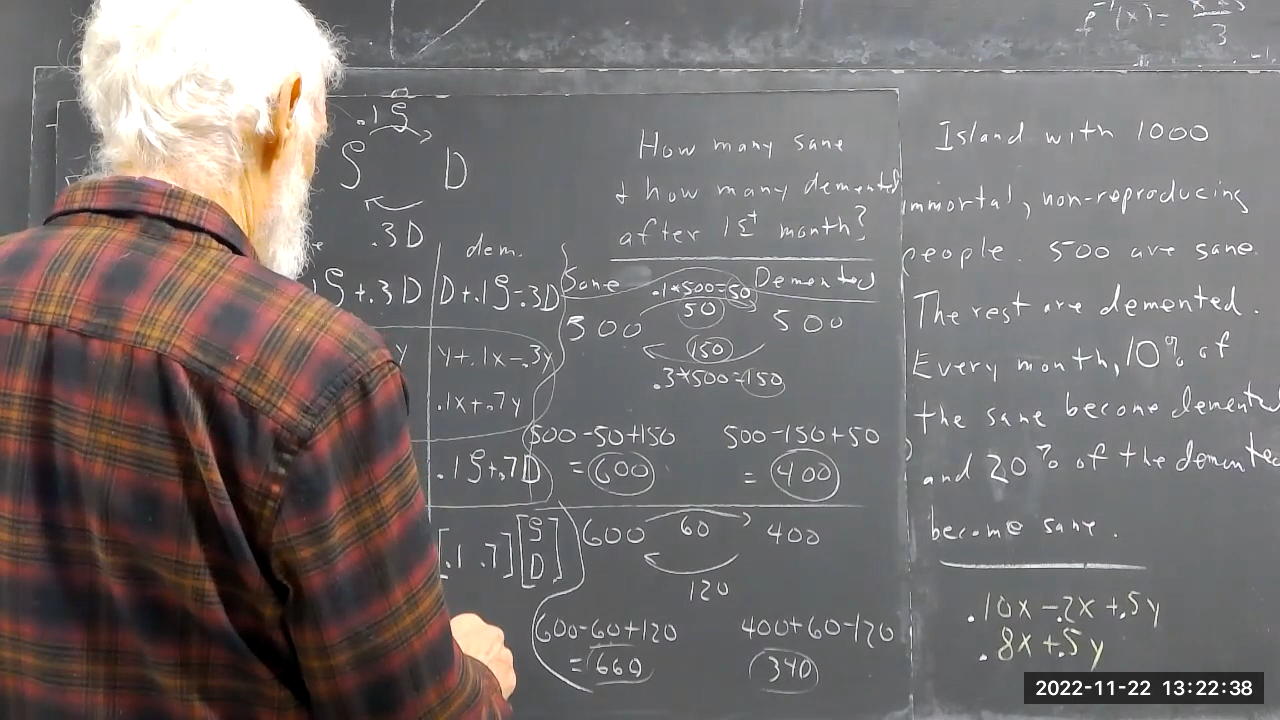 f⁻¹(x) =
3
.1S
S D
.3D
dem.
S+.3D D+.1S-.3D
y y+.1x-.3y
.1x+.7y
.1S+.7D
[.1 .7][S
D]
How many sane
+ how many demented
after 1st month?
Sane Demented
.1*500=50
50
500 500
150
.3*500=150
500-50+150 500-150+50
= 600 = 400
600 60 400
120
600-60+120 400+60-120
= 660 340
Island with 1000
immortal, non-reproducing
people. 500 are sane.
The rest are demented.
Every month, 10% of
the sane become demented
and 20% of the demented
become sane.
.10x-.2x+.5y
.8x+.5y
2022-11-22 13:22:38